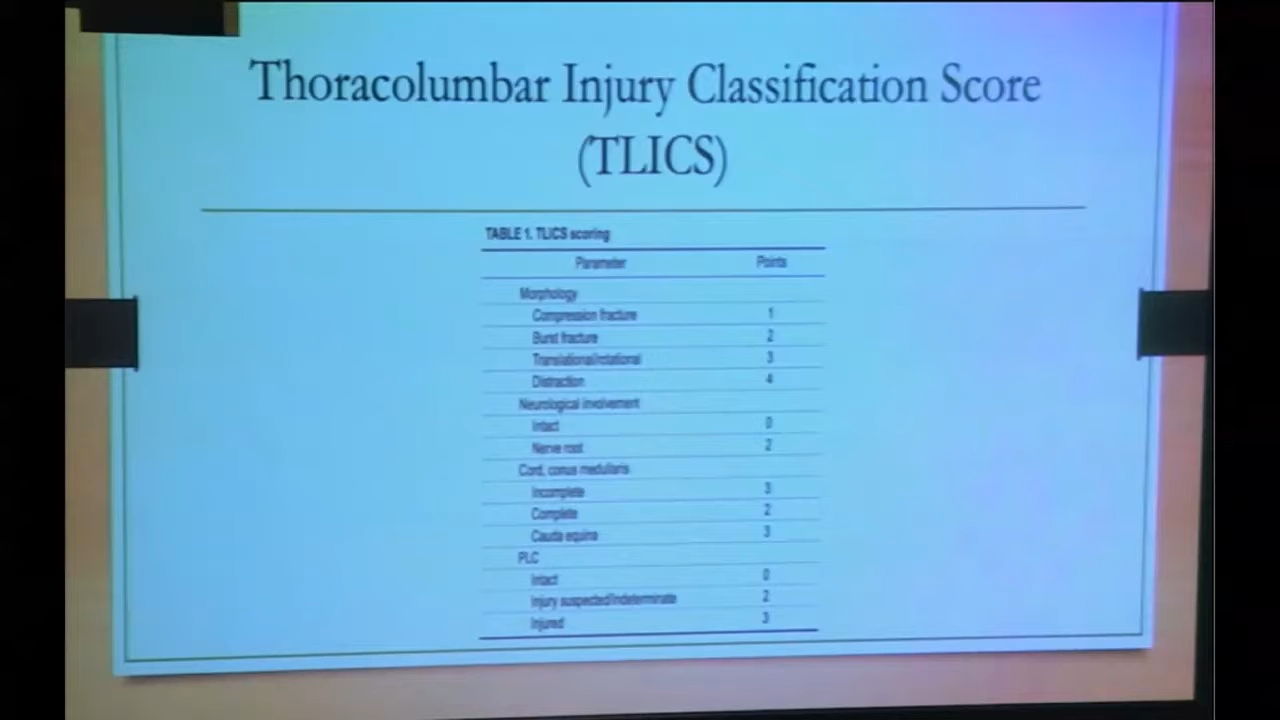 Thoracolumbar Injury Classification Score
(TLICS)
TABLE 1. TLICS scoring
Parameter Points
Morphology
Compression fracture 1
Burst fracture 2
Translational/rotational 3
Distraction 4
Neurological involvement
Intact 0
Nerve root 2
Cord, conus medullaris
Incomplete 3
Complete 2
Cauda equina 3
PLC
Intact 0
Injury suspected/indeterminate 2
Injured 3